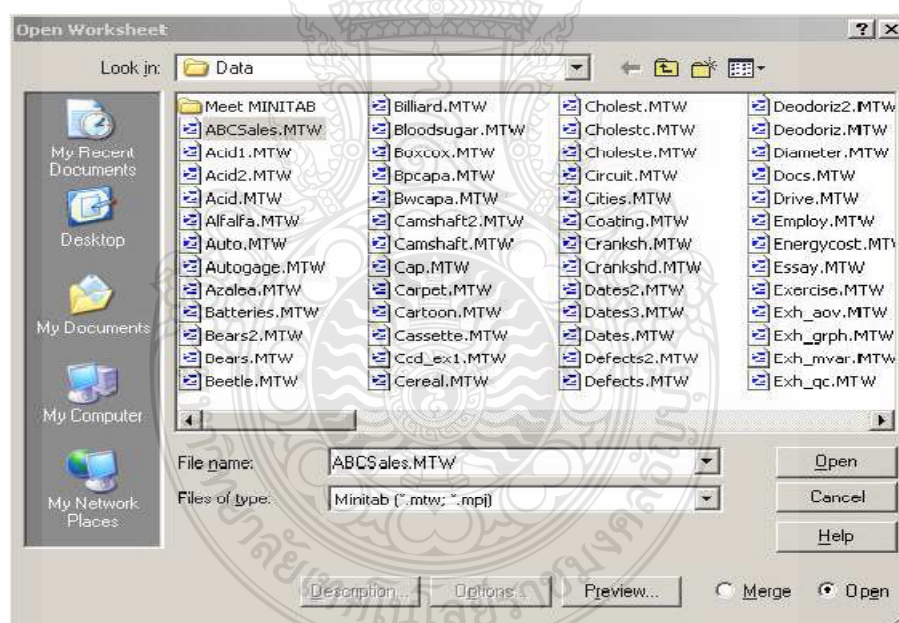 Open Worksheet
Look in: Data
My Recent
Documents
Desktop
My Documents
My Computer
My Network
Places
Meet MINITAB
ABCSales.MTW
Acid1.MTW
Acid2.MTW
Acid.MTW
Alfalfa.MTW
Auto.MTW
Autogage.MTW
Azalea.MTW
Batteries.MTW
Bears2.MTW
Bears.MTW
Beetle.MTW
Billiard.MTW
Bloodsugar.MTW
Boxcox.MTW
Bpcapa.MTW
Bwcapa.MTW
Camshaft2.MTW
Camshaft.MTW
Cap.MTW
Carpet.MTW
Cartoon.MTW
Cassette.MTW
Ccd_ex1.MTW
Cereal.MTW
Cholest.MTW
Cholestc.MTW
Choleste.MTW
Circuit.MTW
Cities.MTW
Coating.MTW
Cranksh.MTW
Crankshd.MTW
Dates2.MTW
Dates3.MTW
Dates.MTW
Defects2.MTW
Defects.MTW
Deodoriz2.MTW
Deodoriz.MTW
Diameter.MTW
Docs.MTW
Drive.MTW
Employ.MTW
Energycost.MT
Essay.MTW
Exercise.MTW
Exh_aov.MTW
Exh_grph.MTW
Exh_mvar.MTW
Exh_qc.MTW
File name: ABCSales.MTW
Files of type: Minitab (*.mtw; *.mpj)
Open
Cancel
Help
Description... Options... Preview... Merge Open